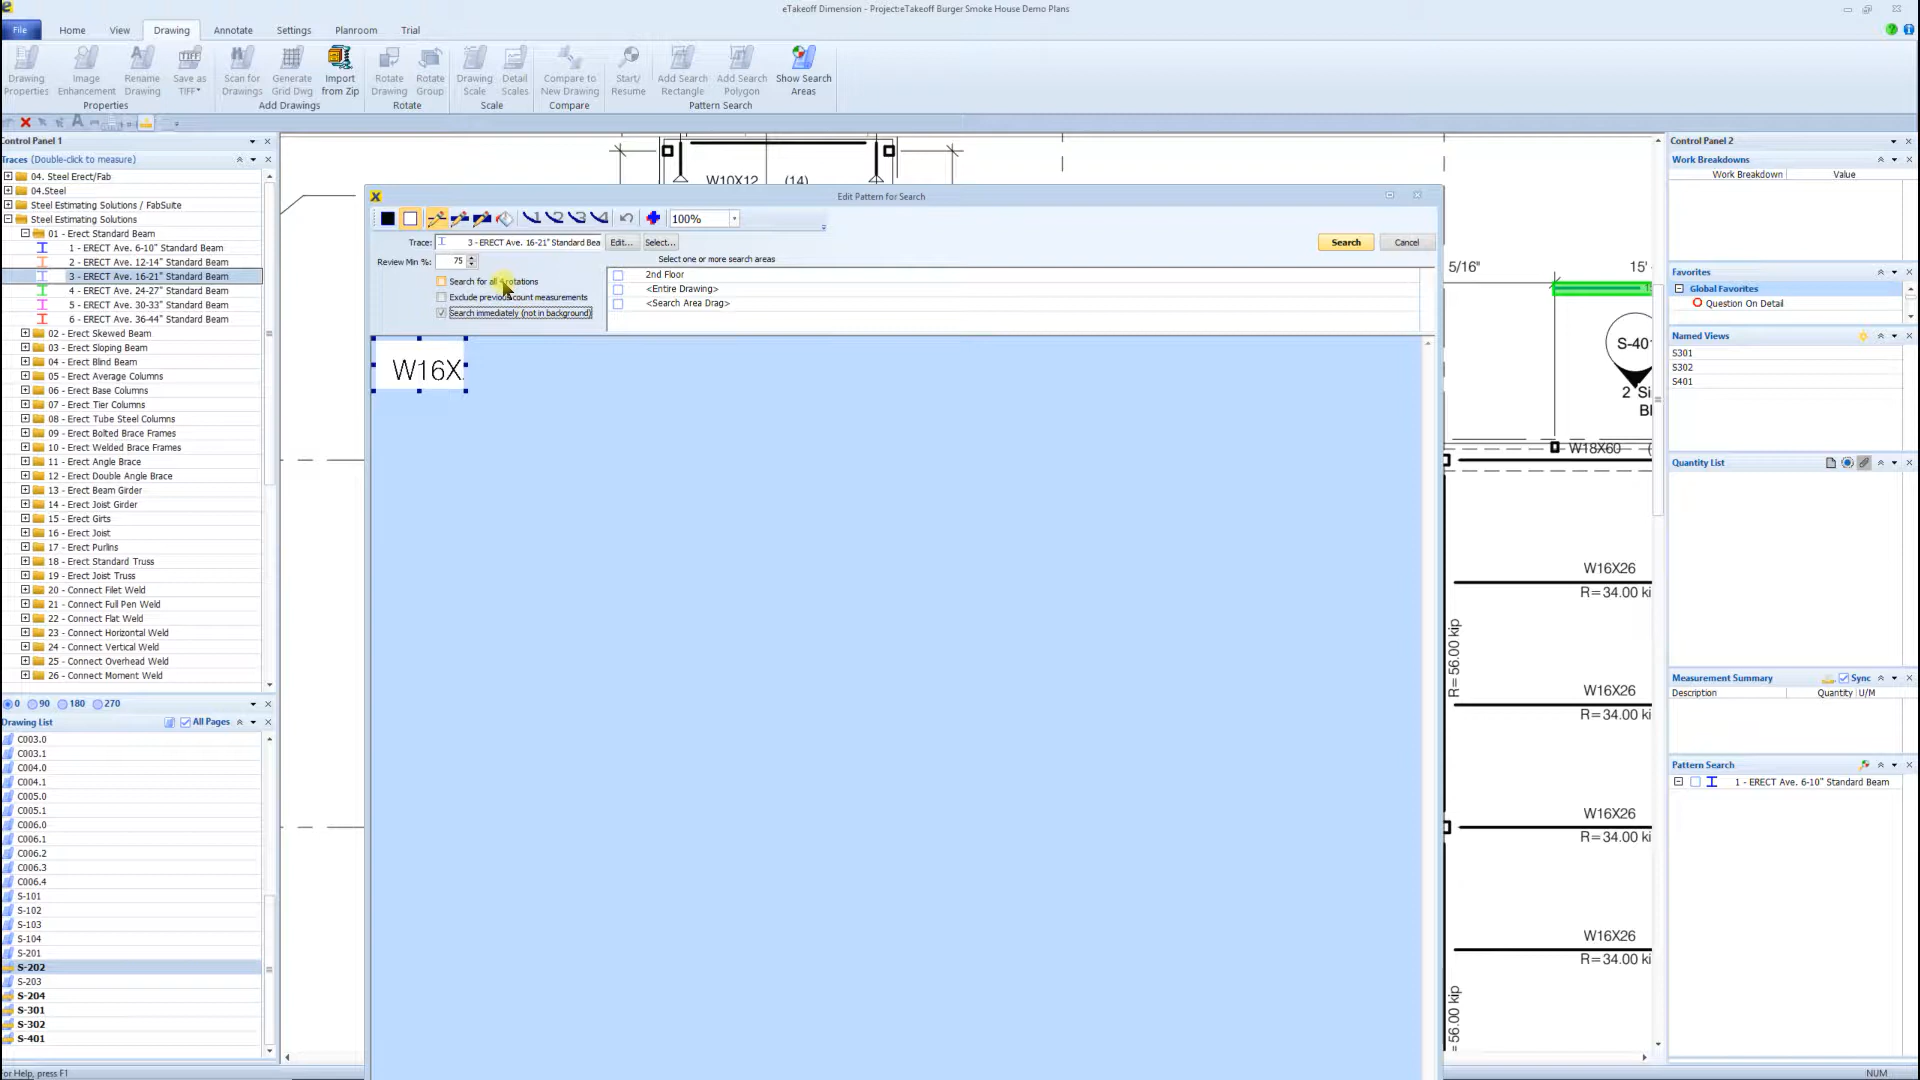 eTakeoff Dimension - Project:eTakeoff Burger Smoke House Demo Plans
File Home View Drawing Annotate Settings Planroom Trial
Drawing Properties
Image Enhancement
Rename Drawing
Save as TIFF
Scan for Drawings
Generate Grid Dwg
Import from Zip
Rotate Drawing
Rotate Group
Drawing Scale
Detail Scales
Compare to New Drawing
Start/ Resume
Add Search Rectangle
Add Search Polygon
Show Search Areas
Properties Add Drawings Rotate Scale Compare Pattern Search
Control Panel 1
Traces (Double-click to measure)
04. Steel Erect/Fab
04.Steel
Steel Estimating Solutions / FabSuite
Steel Estimating Solutions
01 - Erect Standard Beam
1 - ERECT Ave. 6-10" Standard Beam
2 - ERECT Ave. 12-14" Standard Beam
3 - ERECT Ave. 16-21" Standard Beam
4 - ERECT Ave. 24-27" Standard Beam
5 - ERECT Ave. 30-33" Standard Beam
6 - ERECT Ave. 36-44" Standard Beam
02 - Erect Skewed Beam
03 - Erect Sloping Beam
04 - Erect Blind Beam
05 - Erect Average Columns
06 - Erect Base Columns
07 - Erect Tier Columns
08 - Erect Tube Steel Columns
09 - Erect Bolted Brace Frames
10 - Erect Welded Brace Frames
11 - Erect Angle Brace
12 - Erect Double Angle Brace
13 - Erect Beam Girder
14 - Erect Joist Girder
15 - Erect Girts
16 - Erect Joist
17 - Erect Purlins
18 - Erect Standard Truss
19 - Erect Joist Truss
20 - Connect Filet Weld
21 - Connect Full Pen Weld
22 - Connect Flat Weld
23 - Connect Horizontal Weld
24 - Connect Vertical Weld
25 - Connect Overhead Weld
26 - Connect Moment Weld
0 90 180 270
Drawing List All Pages
C003.0
C003.1
C004.0
C004.1
C005.0
C005.1
C006.0
C006.1
C006.2
C006.3
C006.4
S-101
S-102
S-103
S-104
S-201
S-202
S-203
S-204
S-301
S-302
S-401
For Help, press F1
W10X12 (14)
Edit Pattern for Search
100%
Trace: 3 - ERECT Ave. 16-21" Standard Bea Edit... Select...
Search Cancel
Review Min %: 75
Select one or more search areas
Search for all rotations
Exclude previous count measurements
Search immediately (not in background)
2nd Floor
<Entire Drawing>
<Search Area Drag>
W16X
5/16" 15'
S-401
2 Si
Bl
W18X60 (
W16X26
R=34.00 ki
R= 56.00 kip
W16X26
R=34.00 ki
W16X26
R=34.00 ki
W16X26
R=34.00 ki
= 56.00 kip
Control Panel 2
Work Breakdowns
Work Breakdown Value
Favorites
Global Favorites
Question On Detail
Named Views
S301
S302
S401
Quantity List
Measurement Summary Sync
Description Quantity U/M
Pattern Search
1 - ERECT Ave. 6-10" Standard Beam
NUM